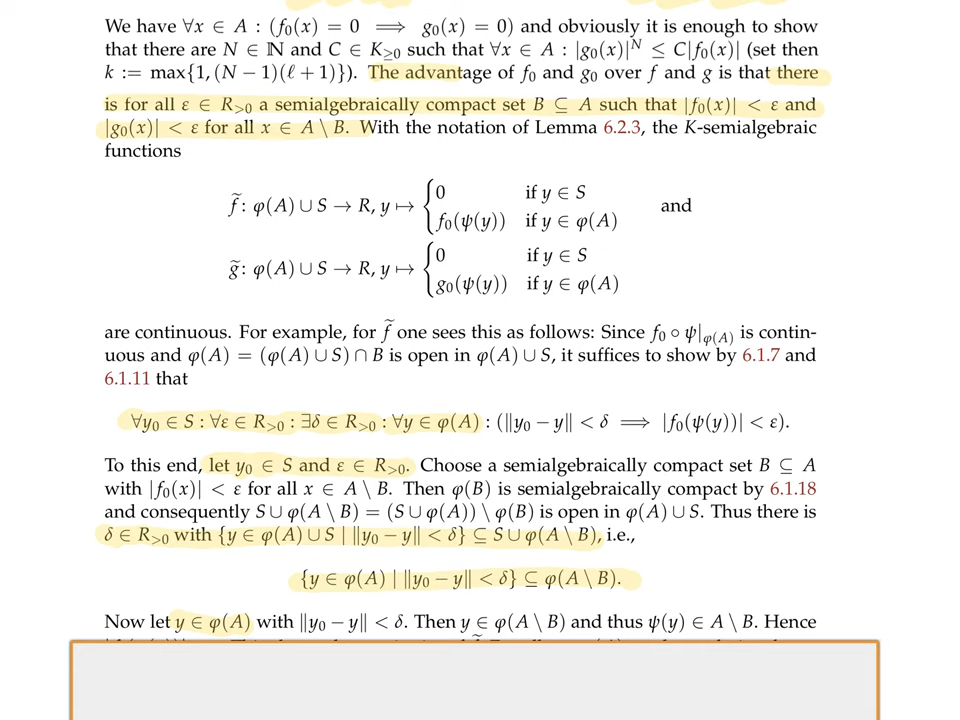 We have ∀x ∈ A : (f₀(x) = 0 ⟹ g₀(x) = 0) and obviously it is enough to show
that there are N ∈ ℕ and C ∈ K≥0 such that ∀x ∈ A : |g₀(x)|ᴺ ≤ C|f₀(x)| (set then
k := max{1, (N − 1)(ℓ + 1)}). The advantage of f₀ and g₀ over f and g is that there
is for all ε ∈ R>0 a semialgebraically compact set B ⊆ A such that |f₀(x)| < ε and
|g₀(x)| < ε for all x ∈ A \ B. With the notation of Lemma 6.2.3, the K-semialgebraic
functions
f̃ : φ(A) ∪ S → R, y ↦ { 0 if y ∈ S
f₀(ψ(y)) if y ∈ φ(A) and
g̃ : φ(A) ∪ S → R, y ↦ { 0 if y ∈ S
g₀(ψ(y)) if y ∈ φ(A)
are continuous. For example, for f̃ one sees this as follows: Since f₀ ∘ ψ|φ(A) is contin-
uous and φ(A) = (φ(A) ∪ S) ∩ B is open in φ(A) ∪ S, it suffices to show by 6.1.7 and
6.1.11 that
∀y₀ ∈ S : ∀ε ∈ R>0 : ∃δ ∈ R>0 : ∀y ∈ φ(A) : (‖y₀ − y‖ < δ ⟹ |f₀(ψ(y))| < ε).
To this end, let y₀ ∈ S and ε ∈ R>0. Choose a semialgebraically compact set B ⊆ A
with |f₀(x)| < ε for all x ∈ A \ B. Then φ(B) is semialgebraically compact by 6.1.18
and consequently S ∪ φ(A \ B) = (S ∪ φ(A)) \ φ(B) is open in φ(A) ∪ S. Thus there is
δ ∈ R>0 with {y ∈ φ(A) ∪ S | ‖y₀ − y‖ < δ} ⊆ S ∪ φ(A \ B), i.e.,
{y ∈ φ(A) | ‖y₀ − y‖ < δ} ⊆ φ(A \ B).
Now let y ∈ φ(A) with ‖y₀ − y‖ < δ. Then y ∈ φ(A \ B) and thus ψ(y) ∈ A \ B. Hence